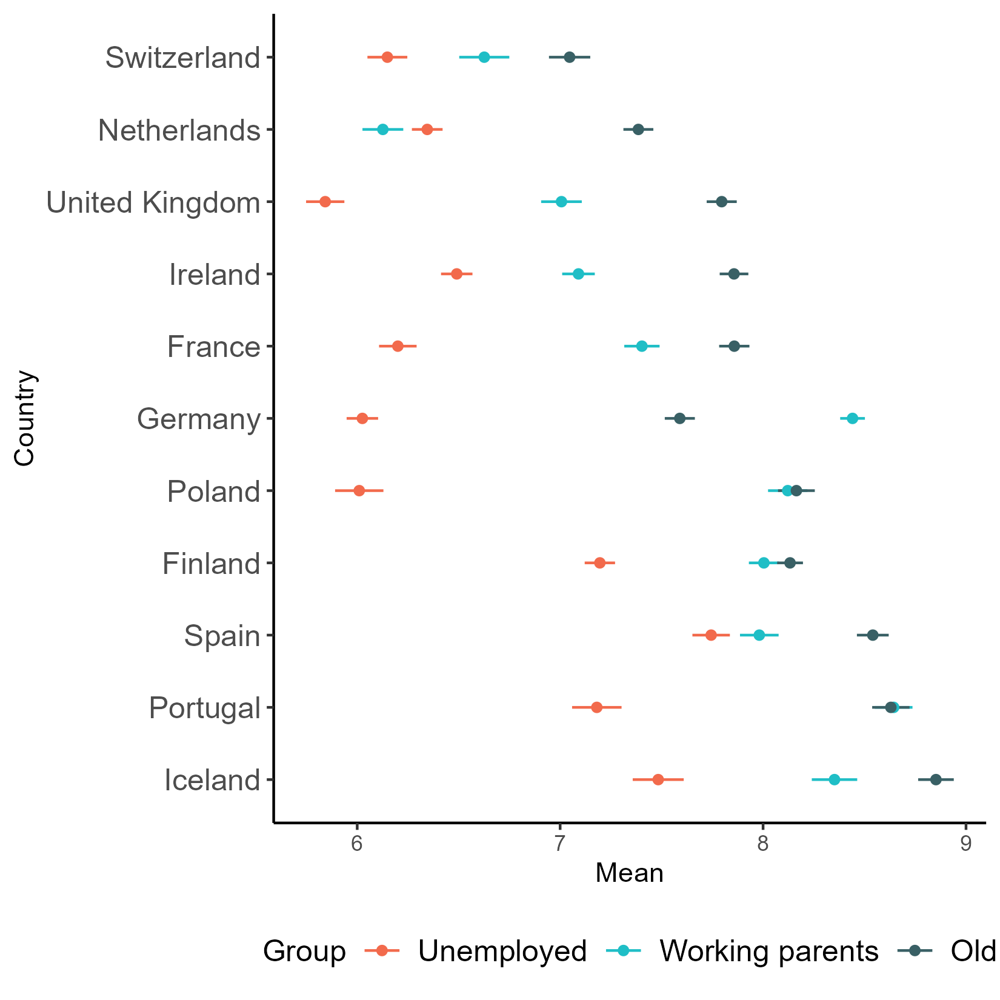 Switzerland
Netherlands
United Kingdom
Ireland
France
Germany
Poland
Finland
Spain
Portugal
Iceland
Country
6 7 8 9
Mean
Group Unemployed Working parents Old